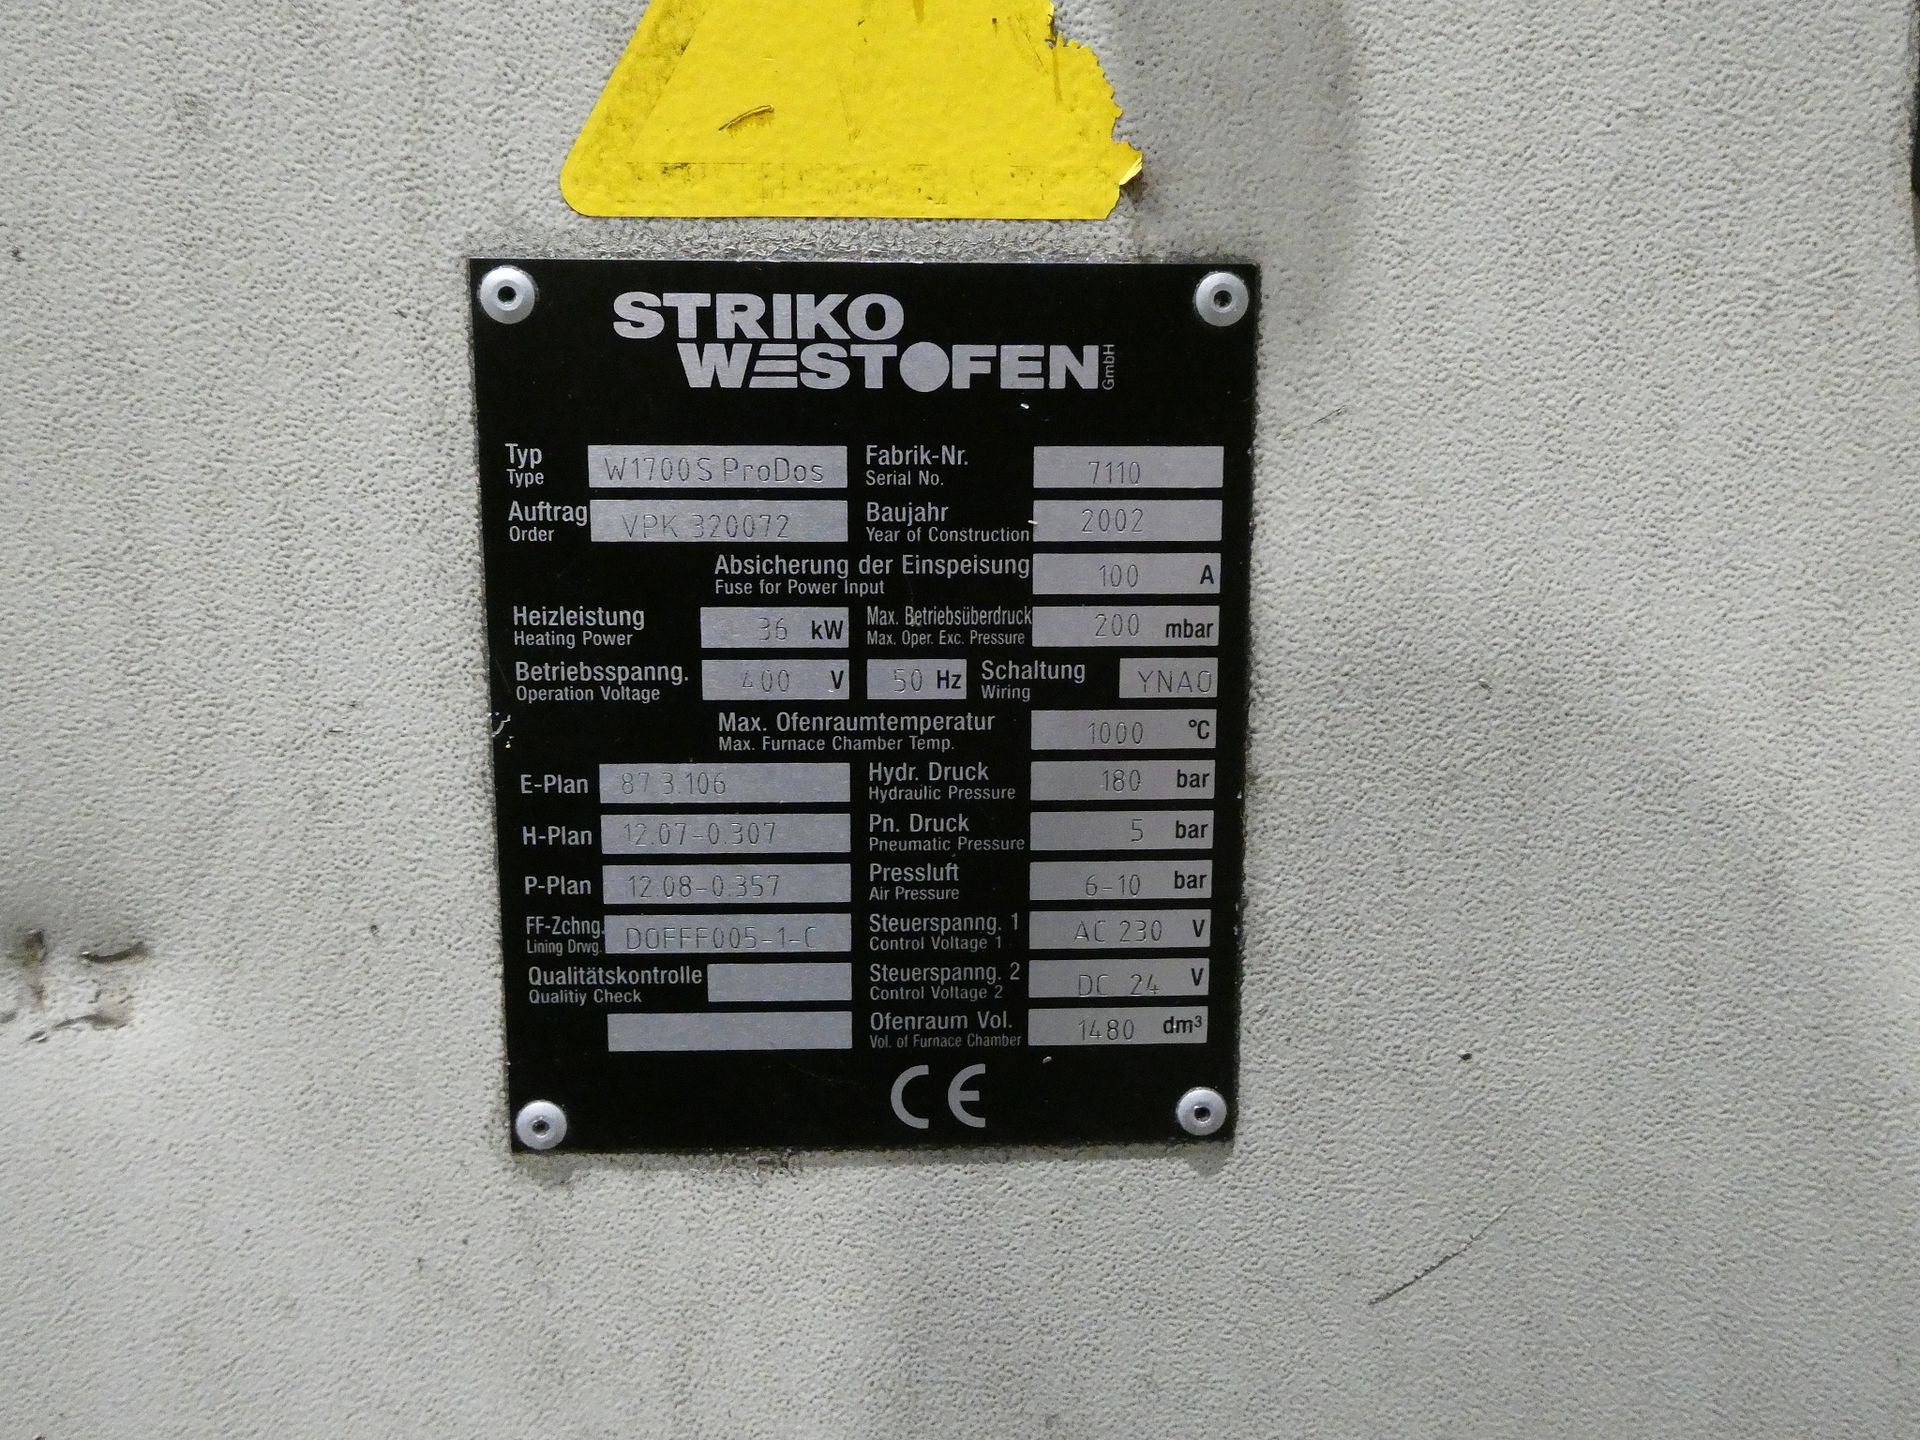 STRIKO
WESTOFEN GmbH
Typ W1700S ProDos Fabrik-Nr. 7110
Type Serial No.
Auftrag VPK 320072 Baujahr 2002
Order Year of Construction
Absicherung der Einspeisung 100 A
Fuse for Power Input
Heizleistung 36 kW Max. Betriebsüberdruck 200 mbar
Heating Power Max. Oper. Exc. Pressure
Betriebsspanng. 400 V 50 Hz Schaltung YNAO
Operation Voltage Wiring
Max. Ofenraumtemperatur 1000 °C
Max. Furnace Chamber Temp.
E-Plan 87.3.106 Hydr. Druck 180 bar
Hydraulic Pressure
H-Plan 12.07-0.307 Pn. Druck 5 bar
Pneumatic Pressure
P-Plan 12.08-0.357 Pressluft 6-10 bar
Air Pressure
FF-Zchng. DOFFF005-1-C Steuerspanng. 1 AC 230 V
Lining Drwg. Control Voltage 1
Qualitätskontrolle Steuerspanng. 2 DC 24 V
Qualitiy Check Control Voltage 2
Ofenraum Vol. 1480 dm³
Vol. of Furnace Chamber
CE